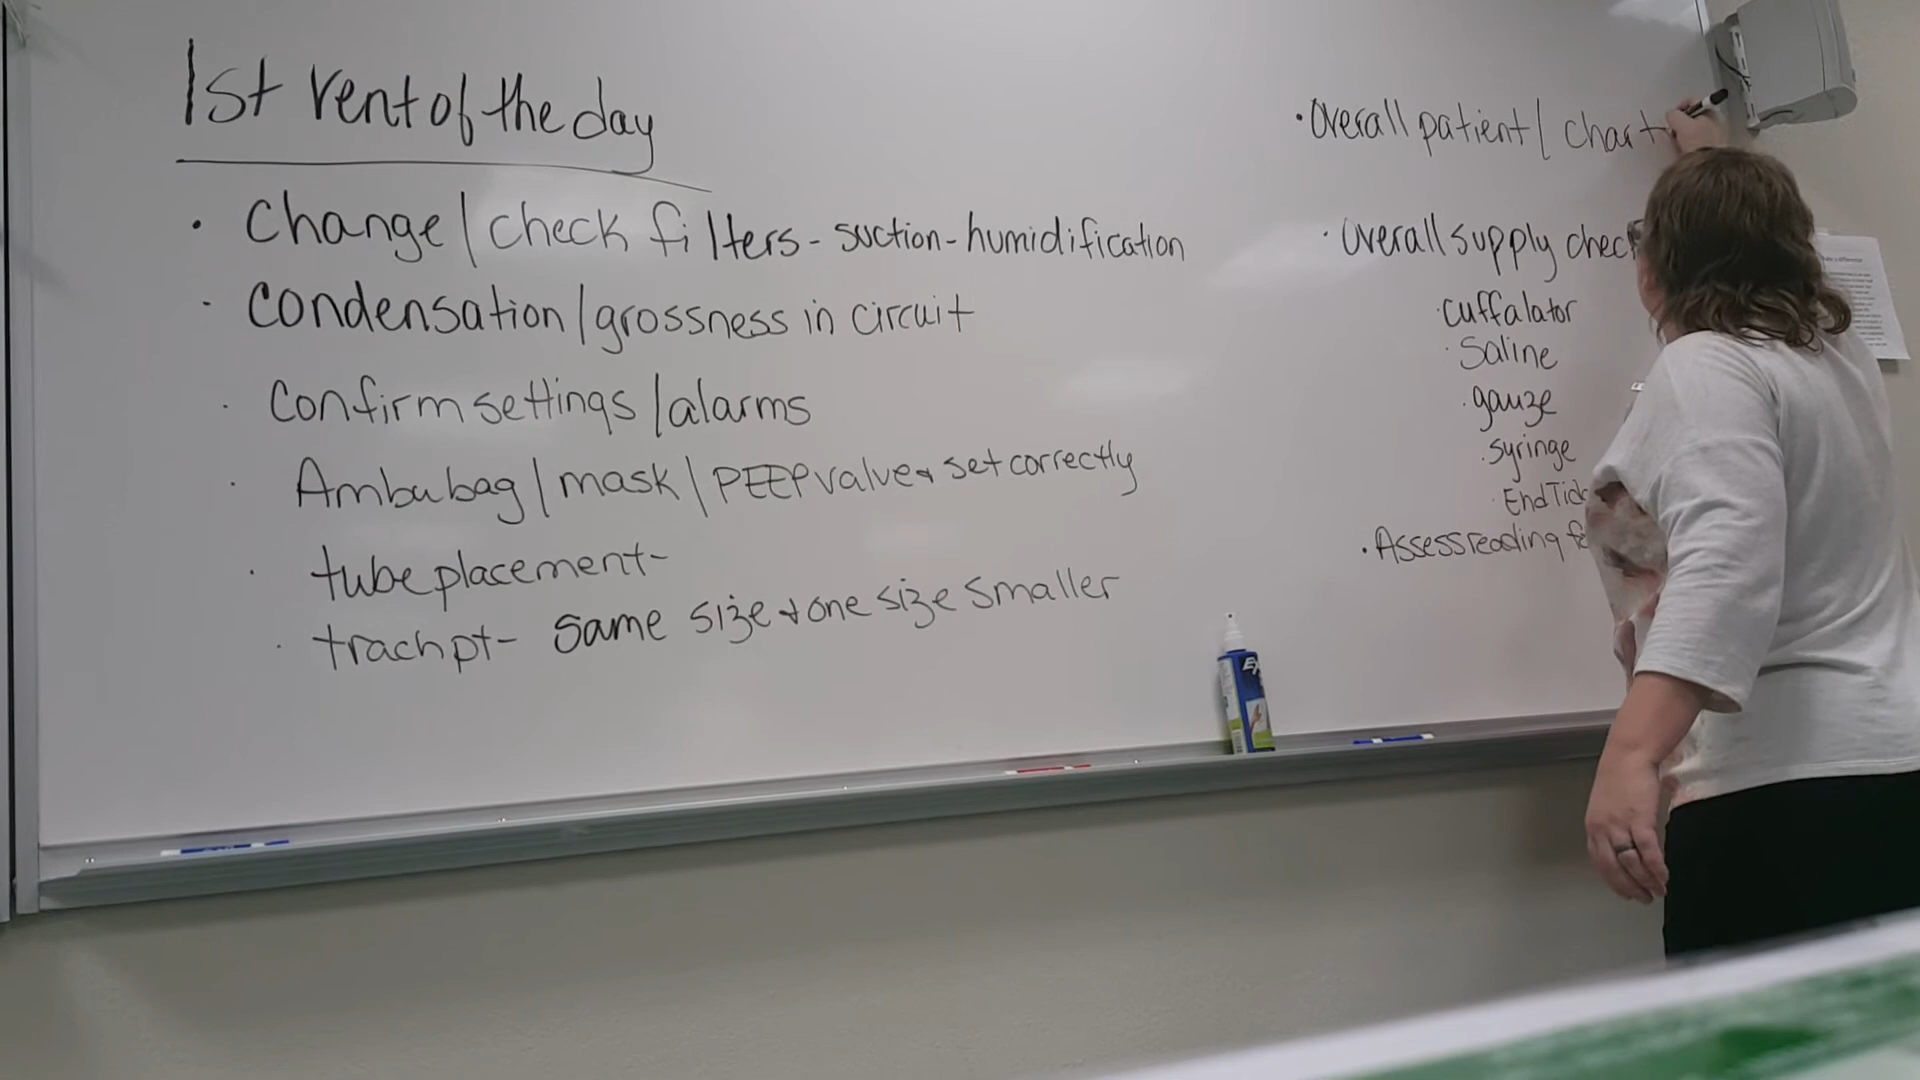 1st vent of the day
• Change/check filters - suction - humidification
• Condensation/grossness in circuit
• Confirm settings/alarms
• Ambu bag/mask/PEEP valve & set correctly
• tube placement-
• trach pt - same size & one size smaller
• Overall patient/chart
• Overall supply check
• cuffalator
• Saline
• gauze
• syringe
• End
• Assess reading